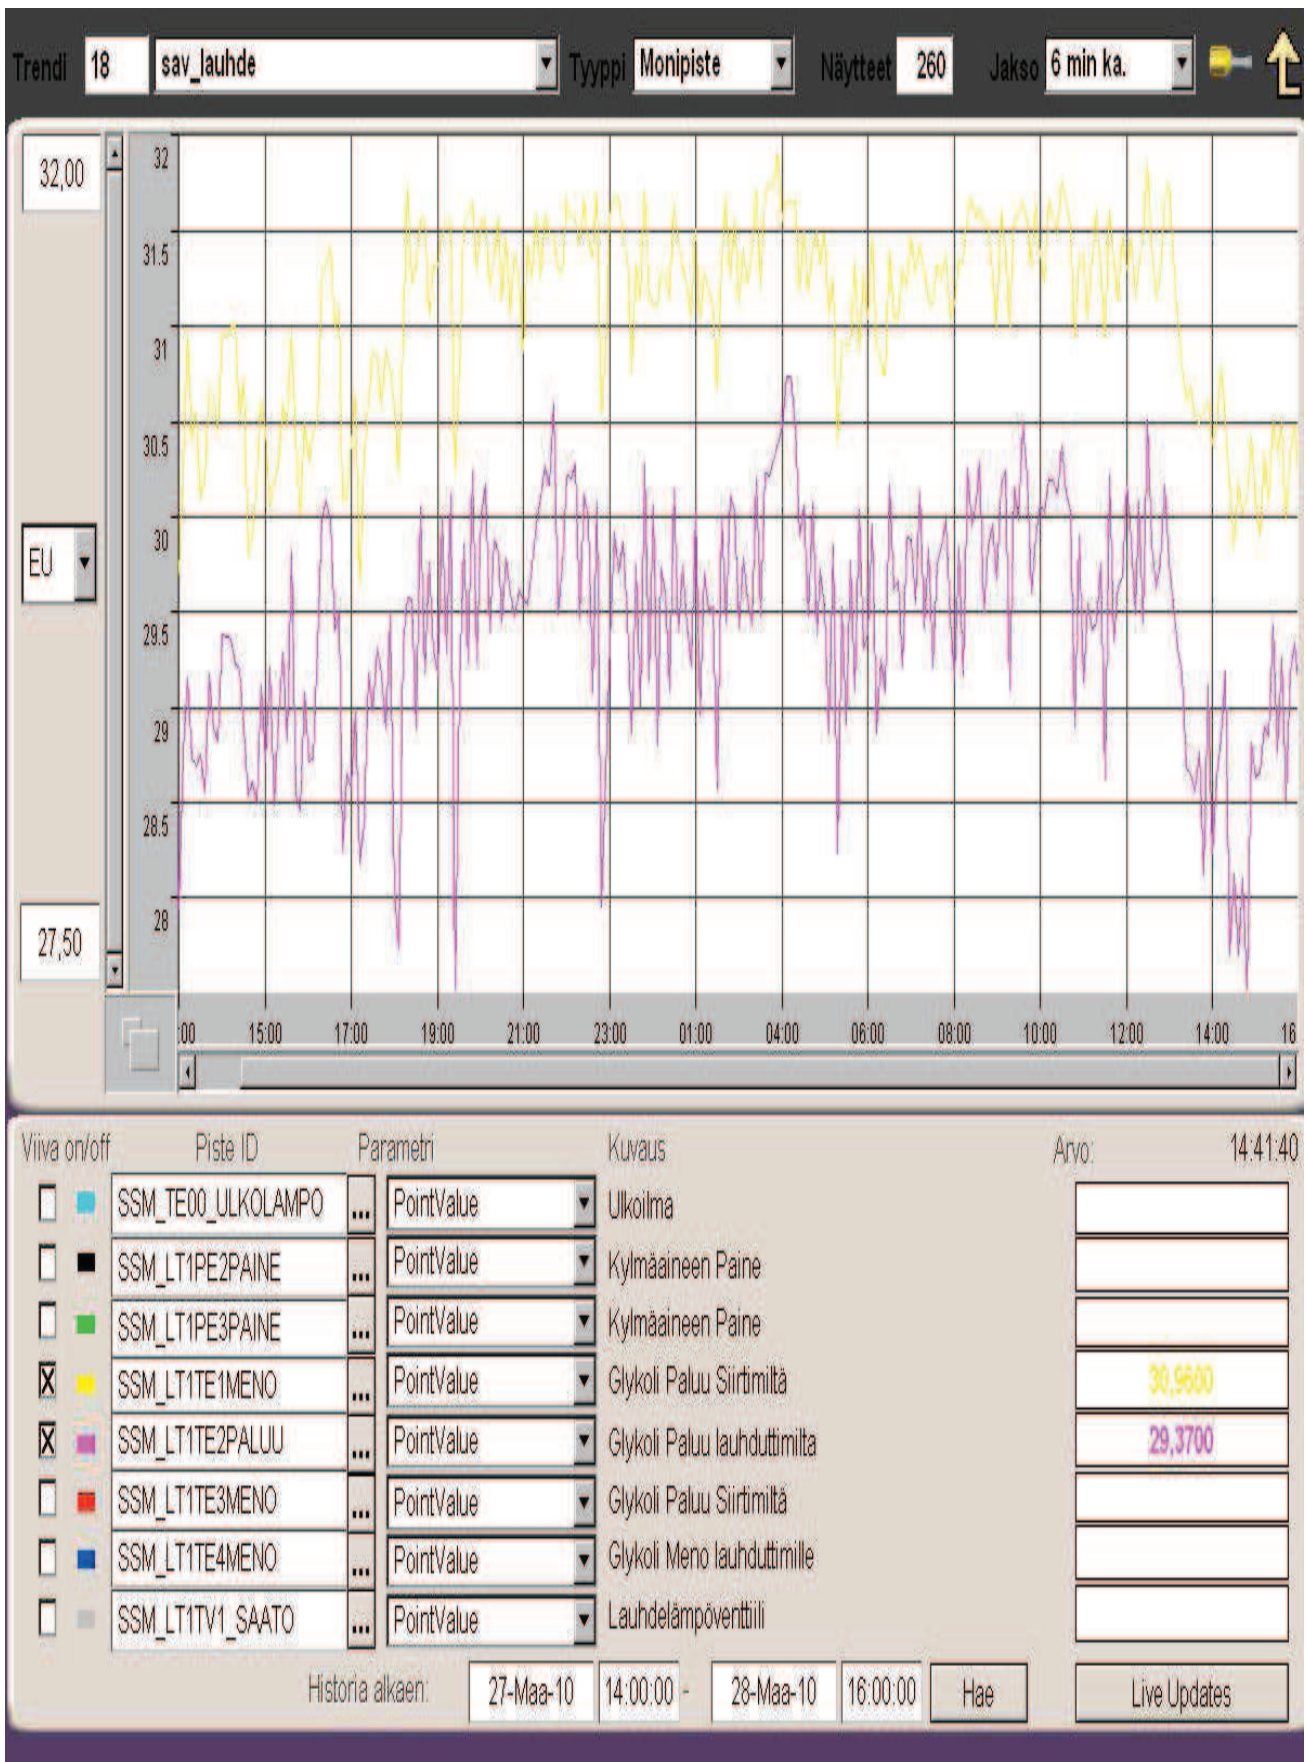 Trendi 18 sav_lauhde Tyyppi Monipiste Näytteet 260 Jakso 6 min ka.
32,00
32
31.5
31
30.5
30
EU
29.5
29
28.5
28
27,50
:00 15:00 17:00 19:00 21:00 23:00 01:00 04:00 06:00 08:00 10:00 12:00 14:00 16
Viiva on/off Piste ID Parametri Kuvaus Arvo: 14:41:40
SSM_TE00_ULKOLAMPO ... PointValue Ulkoilma
SSM_LT1PE2PAINE ... PointValue Kylmäaineen Paine
SSM_LT1PE3PAINE ... PointValue Kylmäaineen Paine
SSM_LT1TE1MENO ... PointValue Glykoli Paluu Siirtimiltä 30,9600
SSM_LT1TE2PALUU ... PointValue Glykoli Paluu lauhduttimilta 29,3700
SSM_LT1TE3MENO ... PointValue Glykoli Paluu Siirtimiltä
SSM_LT1TE4MENO ... PointValue Glykoli Meno lauhduttimille
SSM_LT1TV1_SAATO ... PointValue Lauhdelämpöventtiili
Historia alkaen: 27-Maa-10 14:00:00 - 28-Maa-10 16:00:00 Hae Live Updates